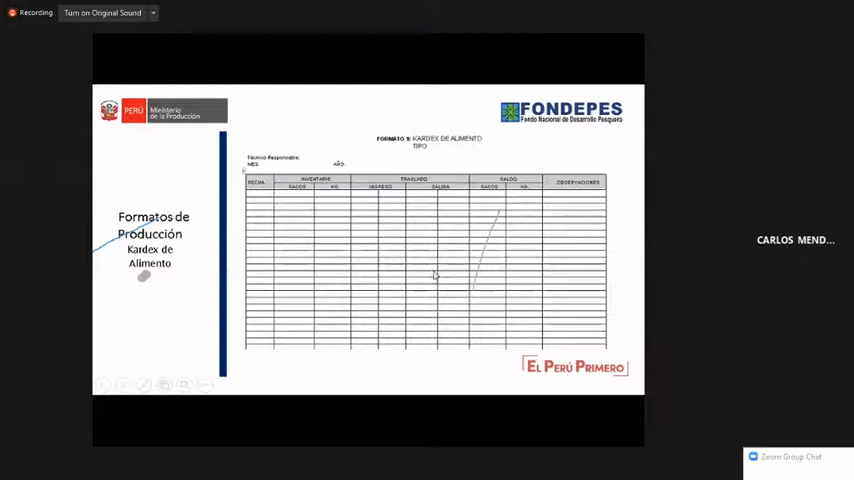 Recording
Turn on Original Sound
PERÚ
Ministerio
de la Producción
FONDEPES
Fondo Nacional de Desarrollo Pesquero
Formatos de
Producción
Kardex de
Alimento
KARDEX DE ALIMENTO
TIPO
Técnico Responsable:
MES:
AÑO:
FECHA
INVENTARIO
TRASLADO
SALDO
OBSERVACIONES
SACOS
KG.
INGRESO
SALIDA
SACOS
KG.
EL PERÚ PRIMERO
CARLOS MEND...
Zoom Group Chat